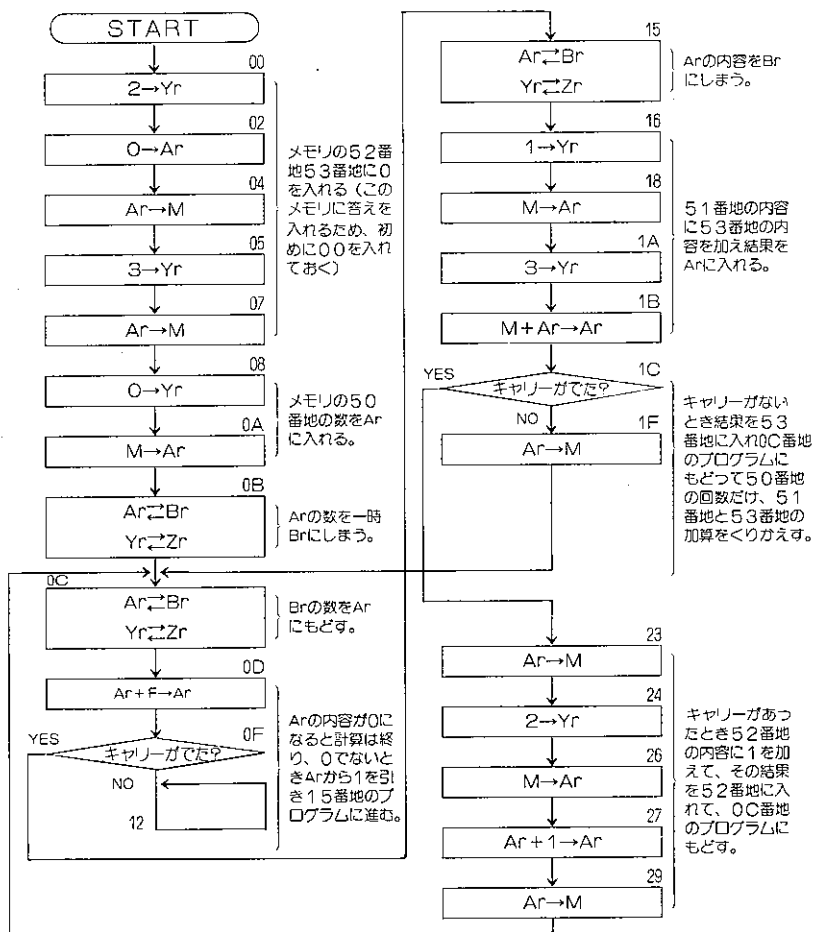 START
00
2→Yr
02
0→Ar
04
Ar→M
05
3→Yr
07
Ar→M
メモリの52番
地53番地に0
を入れる（この
メモリに答えを
入れるため、初
めに00を入れ
ておく）
08
0→Yr
0A
M→Ar
メモリの50
番地の数をAr
に入れる。
0B
Ar⇄Br
Yr⇄Zr
Arの数を一時
Brにしまう。
0C
Ar⇄Br
Yr⇄Zr
Brの数をAr
にもどす。
0D
Ar+F→Ar
0F
YES
キャリーがでた?
NO
12
Arの内容が0に
なると計算は終
り、0でないと
きArから1を引
き15番地のプ
ログラムに進む。
15
Ar⇄Br
Yr⇄Zr
Arの内容をBr
にしまう。
16
1→Yr
18
M→Ar
1A
3→Yr
1B
M+Ar→Ar
51番地の内容
に53番地の内
容を加え結果を
Arに入れる。
1C
YES
キャリーがでた?
NO
1F
Ar→M
キャリーがない
とき結果を53
番地に入れ0C番地
のプログラムに
もどって50番地
の回数だけ、51
番地と53番地の
加算をくりかえす。
23
Ar→M
24
2→Yr
26
M→Ar
27
Ar+1→Ar
29
Ar→M
キャリーがあっ
たとき52番地
の内容に1を加
えて、その結果
を52番地に入
れて、0C番地
のプログラムに
もどす。